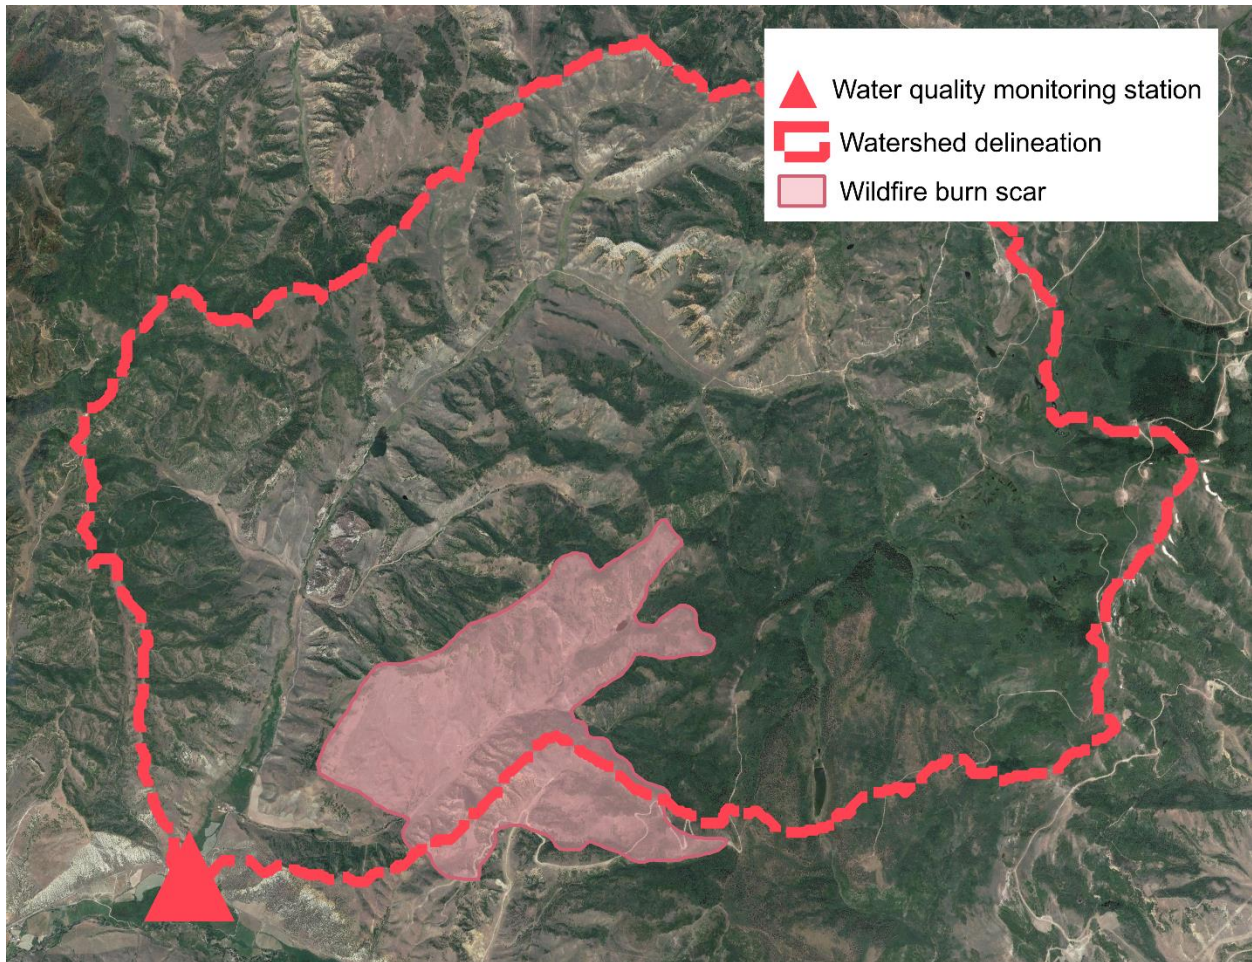 Water quality monitoring station
Watershed delineation
Wildfire burn scar